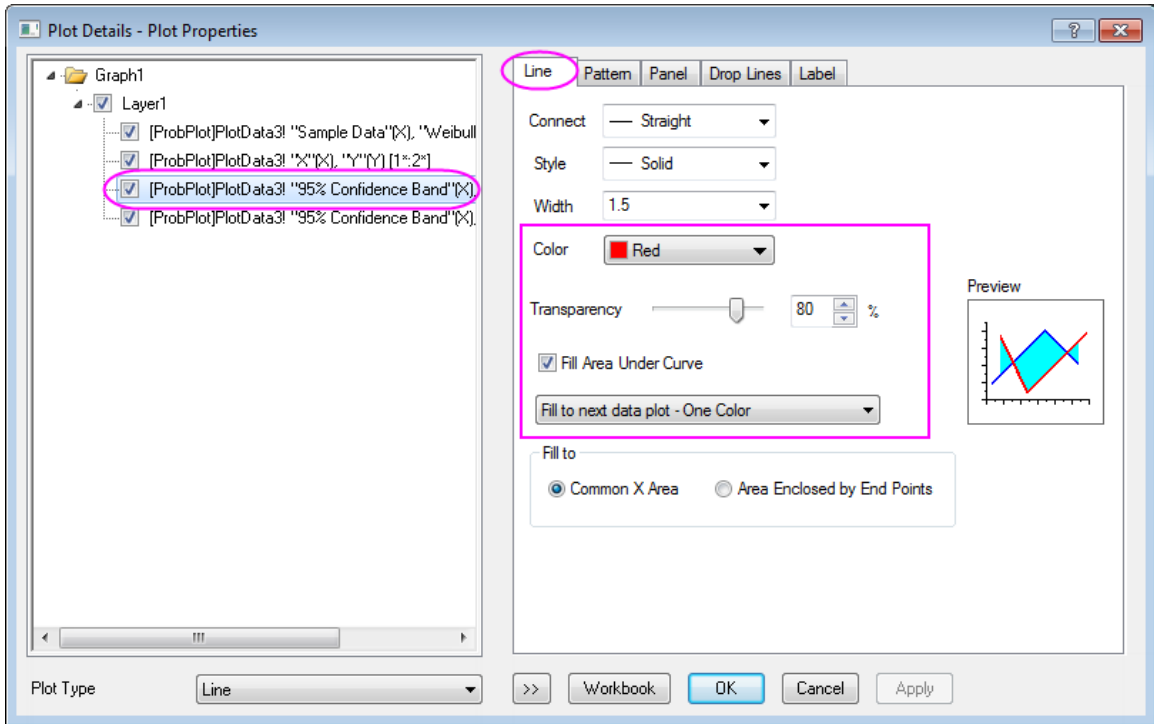 Plot Details - Plot Properties
Graph1
Layer1
[ProbPlot]PlotData3! "Sample Data"(X), "Weibull
[ProbPlot]PlotData3! "X"(X), "Y"(Y) [1*:2*]
[ProbPlot]PlotData3! "95% Confidence Band"(X),
[ProbPlot]PlotData3! "95% Confidence Band"(X),
Plot Type Line
Line Pattern Panel Drop Lines Label
Connect Straight
Style Solid
Width 1.5
Color Red
Transparency 80 %
Fill Area Under Curve
Fill to next data plot - One Color
Fill to
Common X Area Area Enclosed by End Points
Preview
>> Workbook OK Cancel Apply